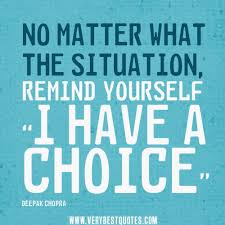 NO MATTER WHAT
THE SITUATION,
REMIND YOURSELF
“I HAVE A
CHOICE”
DEEPAK CHOPRA
WWW.VERYBESTQUOTES.COM